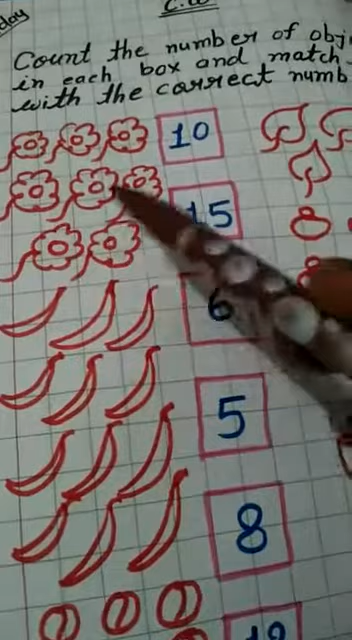 day
C.W
Count the number of obj
in each box and match
with the correct numb
10
15
6
5
8